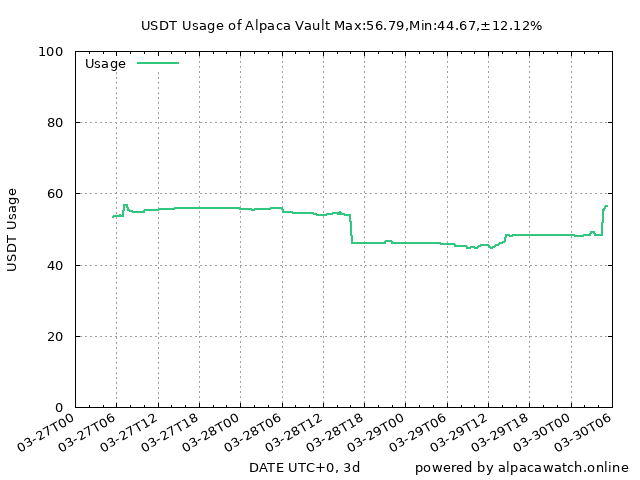 USDT Usage of Alpaca Vault Max:56.79,Min:44.67,±12.12%
Usage
USDT Usage
100
80
60
40
20
0
03-27T00
03-27T06
03-27T12
03-27T18
03-28T00
03-28T06
03-28T12
03-28T18
03-29T00
03-29T06
03-29T12
03-29T18
03-30T00
03-30T06
DATE UTC+0, 3d
powered by alpacawatch.online